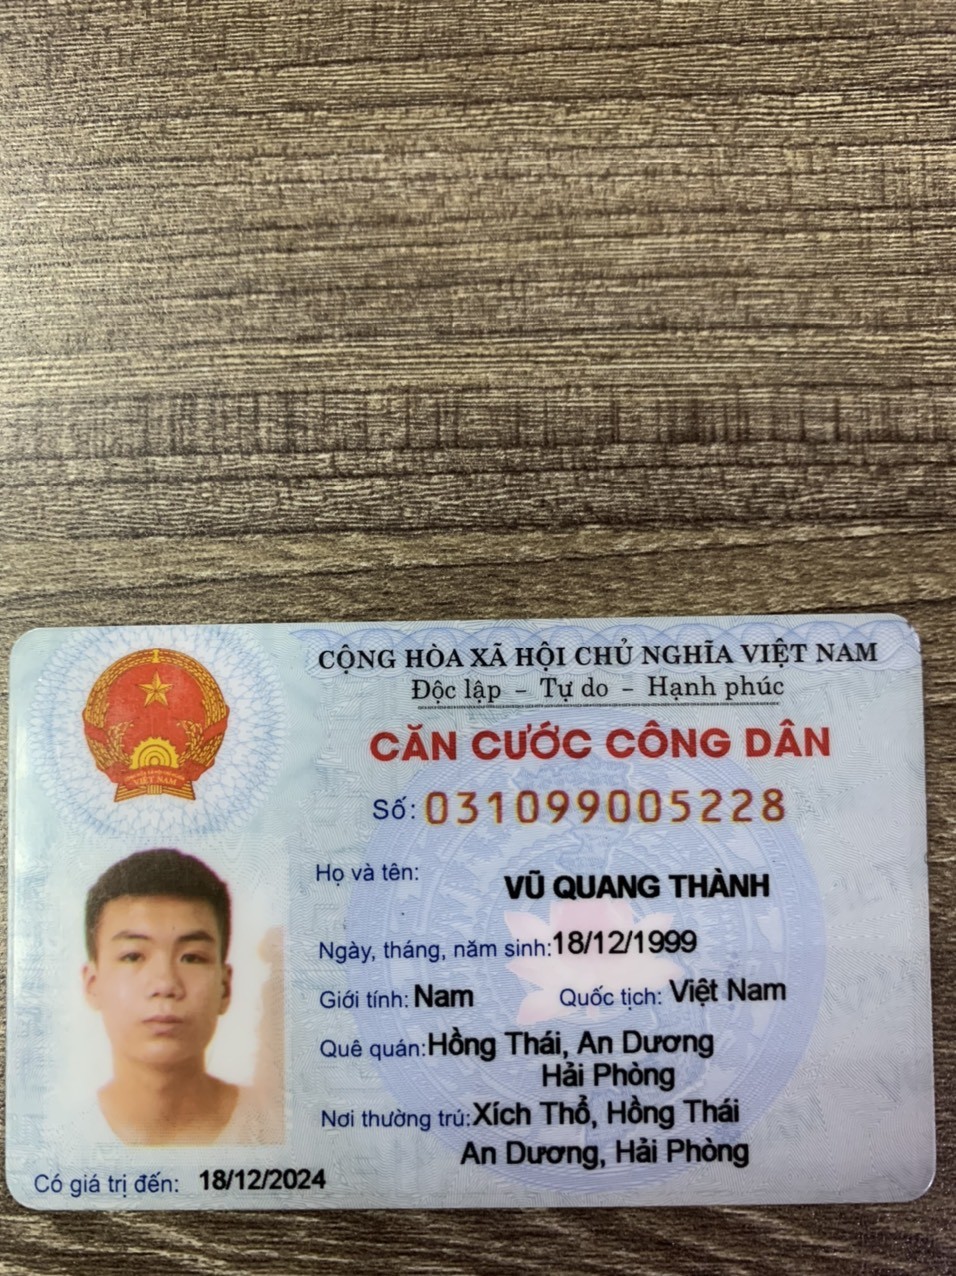 CỘNG HÒA XÃ HỘI CHỦ NGHĨA VIỆT NAM
Độc lập – Tự do – Hạnh phúc
CĂN CƯỚC CÔNG DÂN
Số: 031099005228
Họ và tên:
VŨ QUANG THÀNH
Ngày, tháng, năm sinh: 18/12/1999
Giới tính: Nam Quốc tịch: Việt Nam
Quê quán: Hồng Thái, An Dương
Hải Phòng
Nơi thường trú: Xích Thổ, Hồng Thái
An Dương, Hải Phòng
Có giá trị đến: 18/12/2024
VIỆT NAM